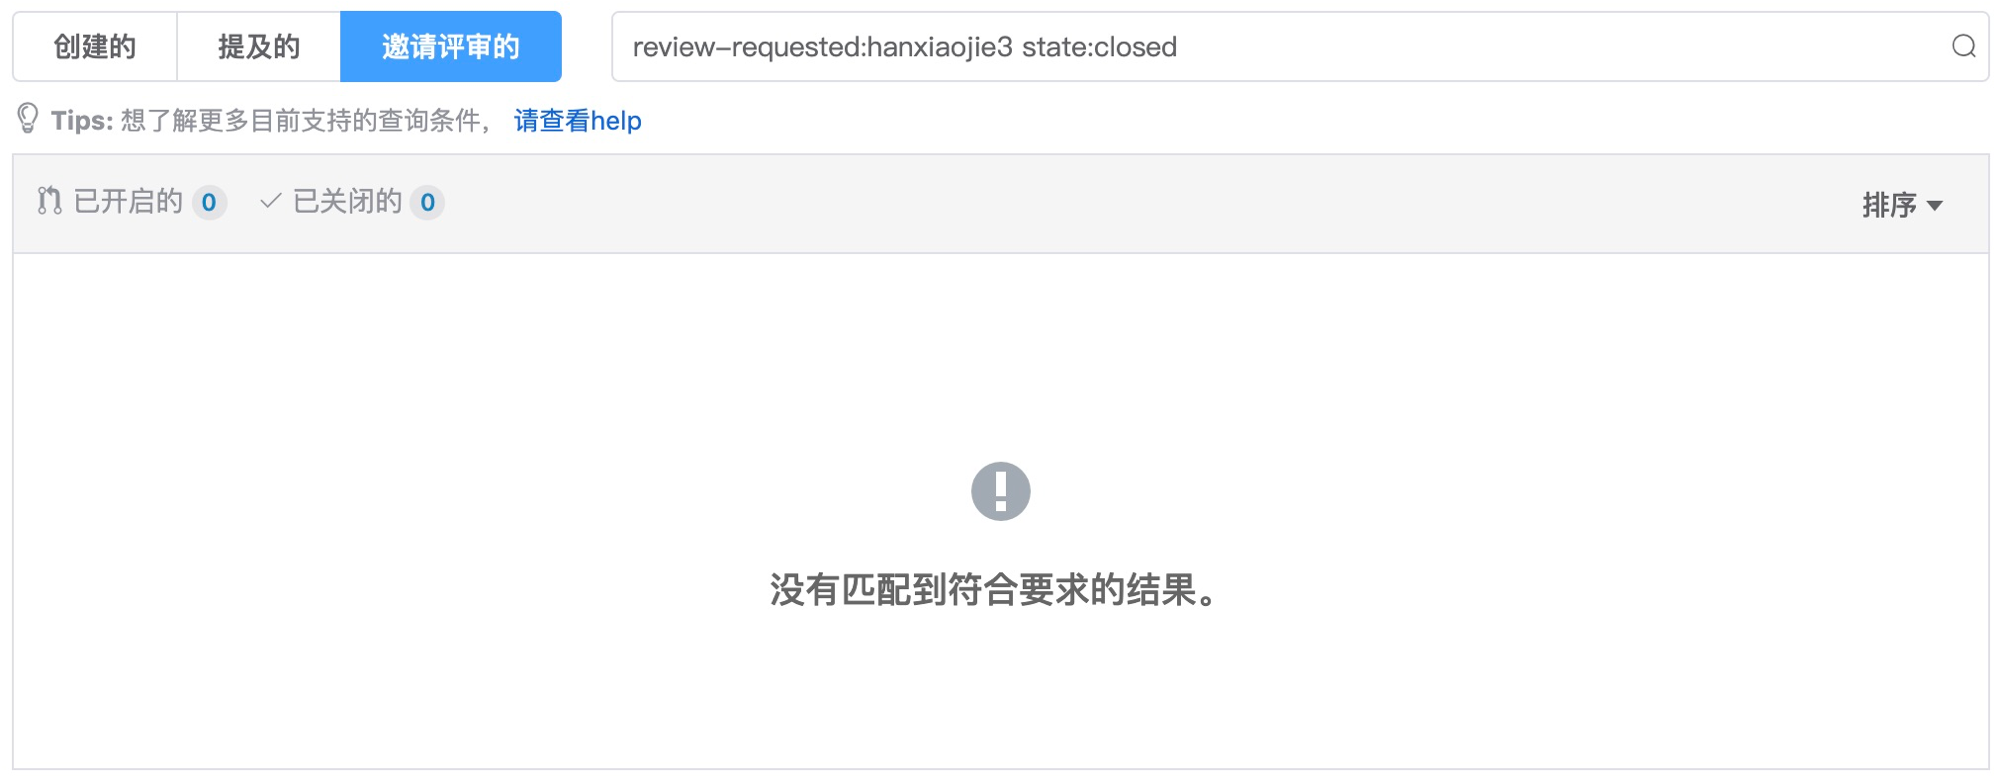 创建的 提及的 邀请评审的 review-requested:hanxiaojie3 state:closed
Tips: 想了解更多目前支持的查询条件， 请查看help
已开启的 0 已关闭的 0 排序
没有匹配到符合要求的结果。